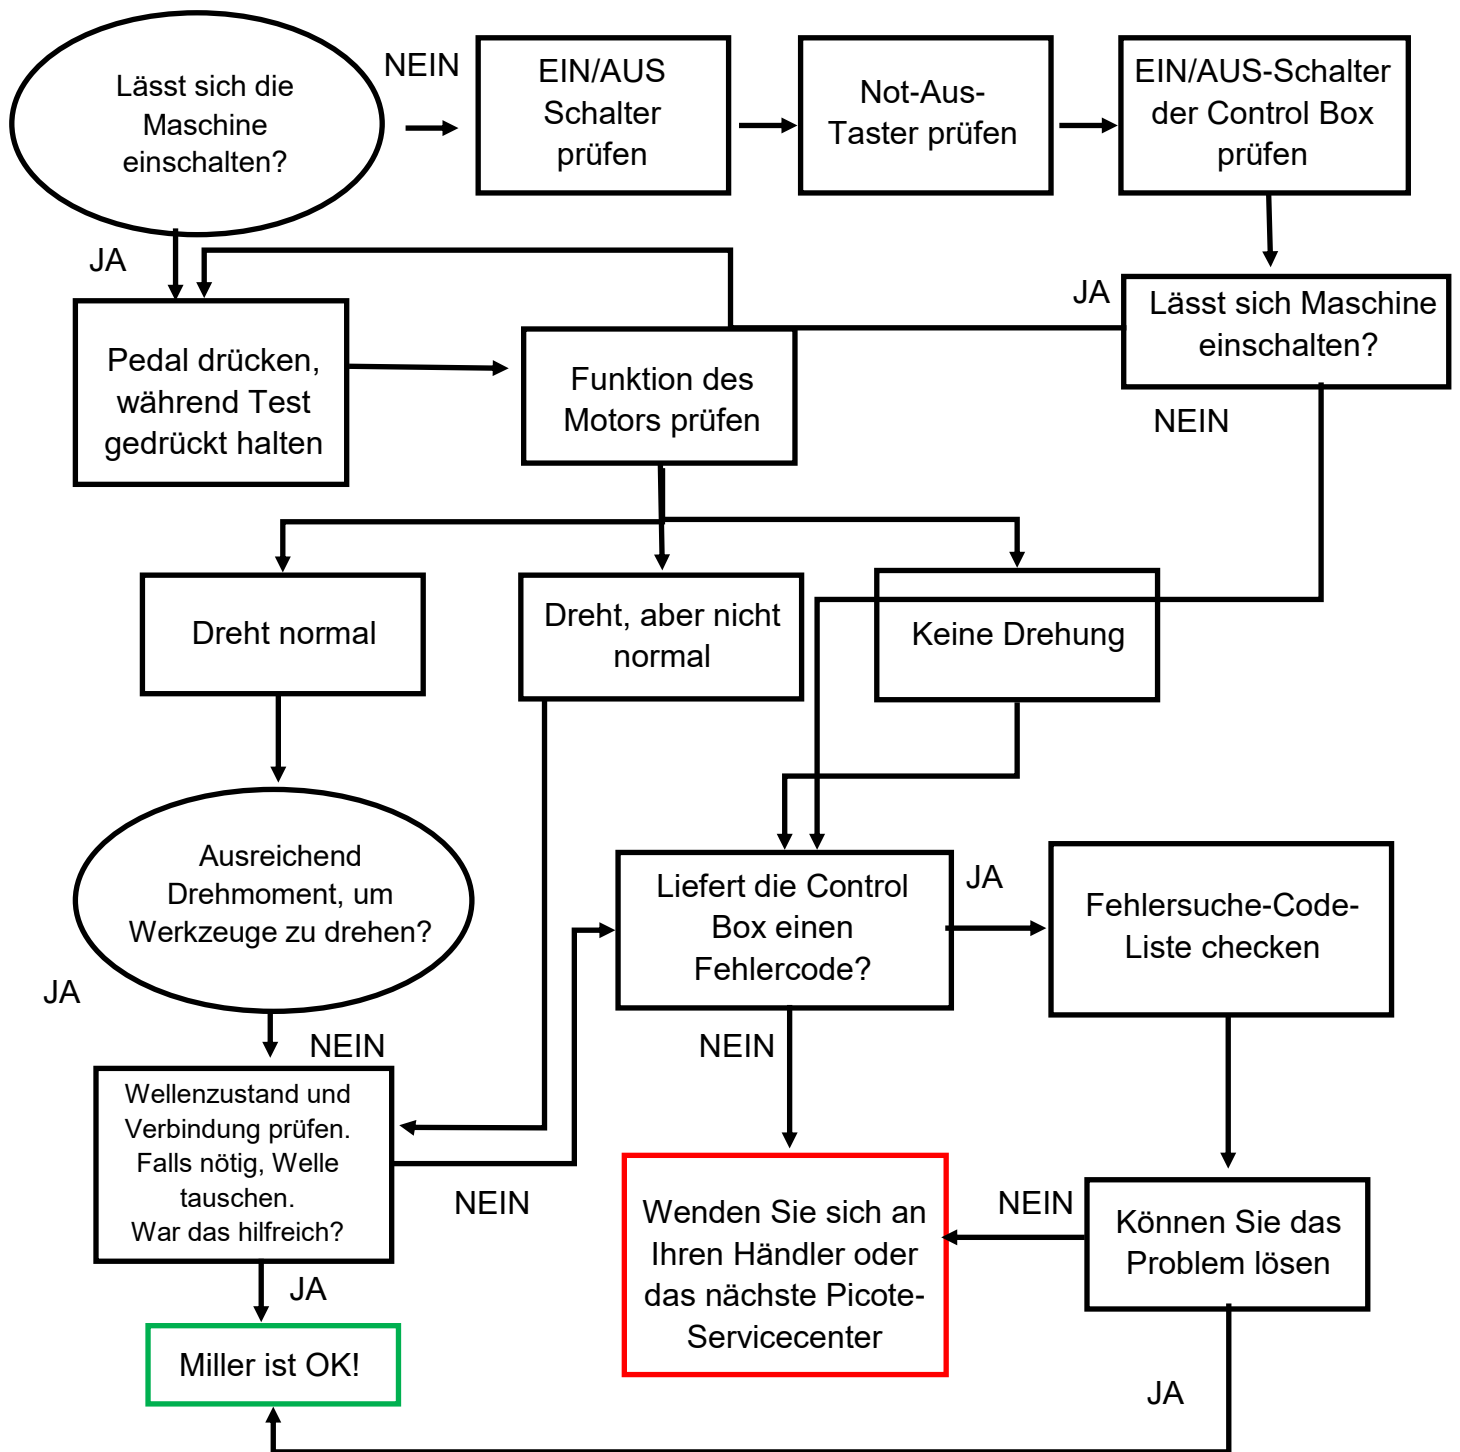 Lässt sich die
Maschine
einschalten?
NEIN
EIN/AUS
Schalter
prüfen
Not-Aus-
Taster prüfen
EIN/AUS-Schalter
der Control Box
prüfen
JA
JA
Lässt sich Maschine
einschalten?
Pedal drücken,
während Test
gedrückt halten
Funktion des
Motors prüfen
NEIN
Dreht normal
Dreht, aber nicht
normal
Keine Drehung
Ausreichend
Drehmoment, um
Werkzeuge zu drehen?
Liefert die Control
Box einen
Fehlercode?
JA
Fehlersuche-Code-
Liste checken
JA
NEIN
NEIN
Wellenzustand und
Verbindung prüfen.
Falls nötig, Welle
tauschen.
War das hilfreich?
NEIN
Wenden Sie sich an
Ihren Händler oder
das nächste Picote-
Servicecenter
NEIN
Können Sie das
Problem lösen
JA
Miller ist OK!
JA